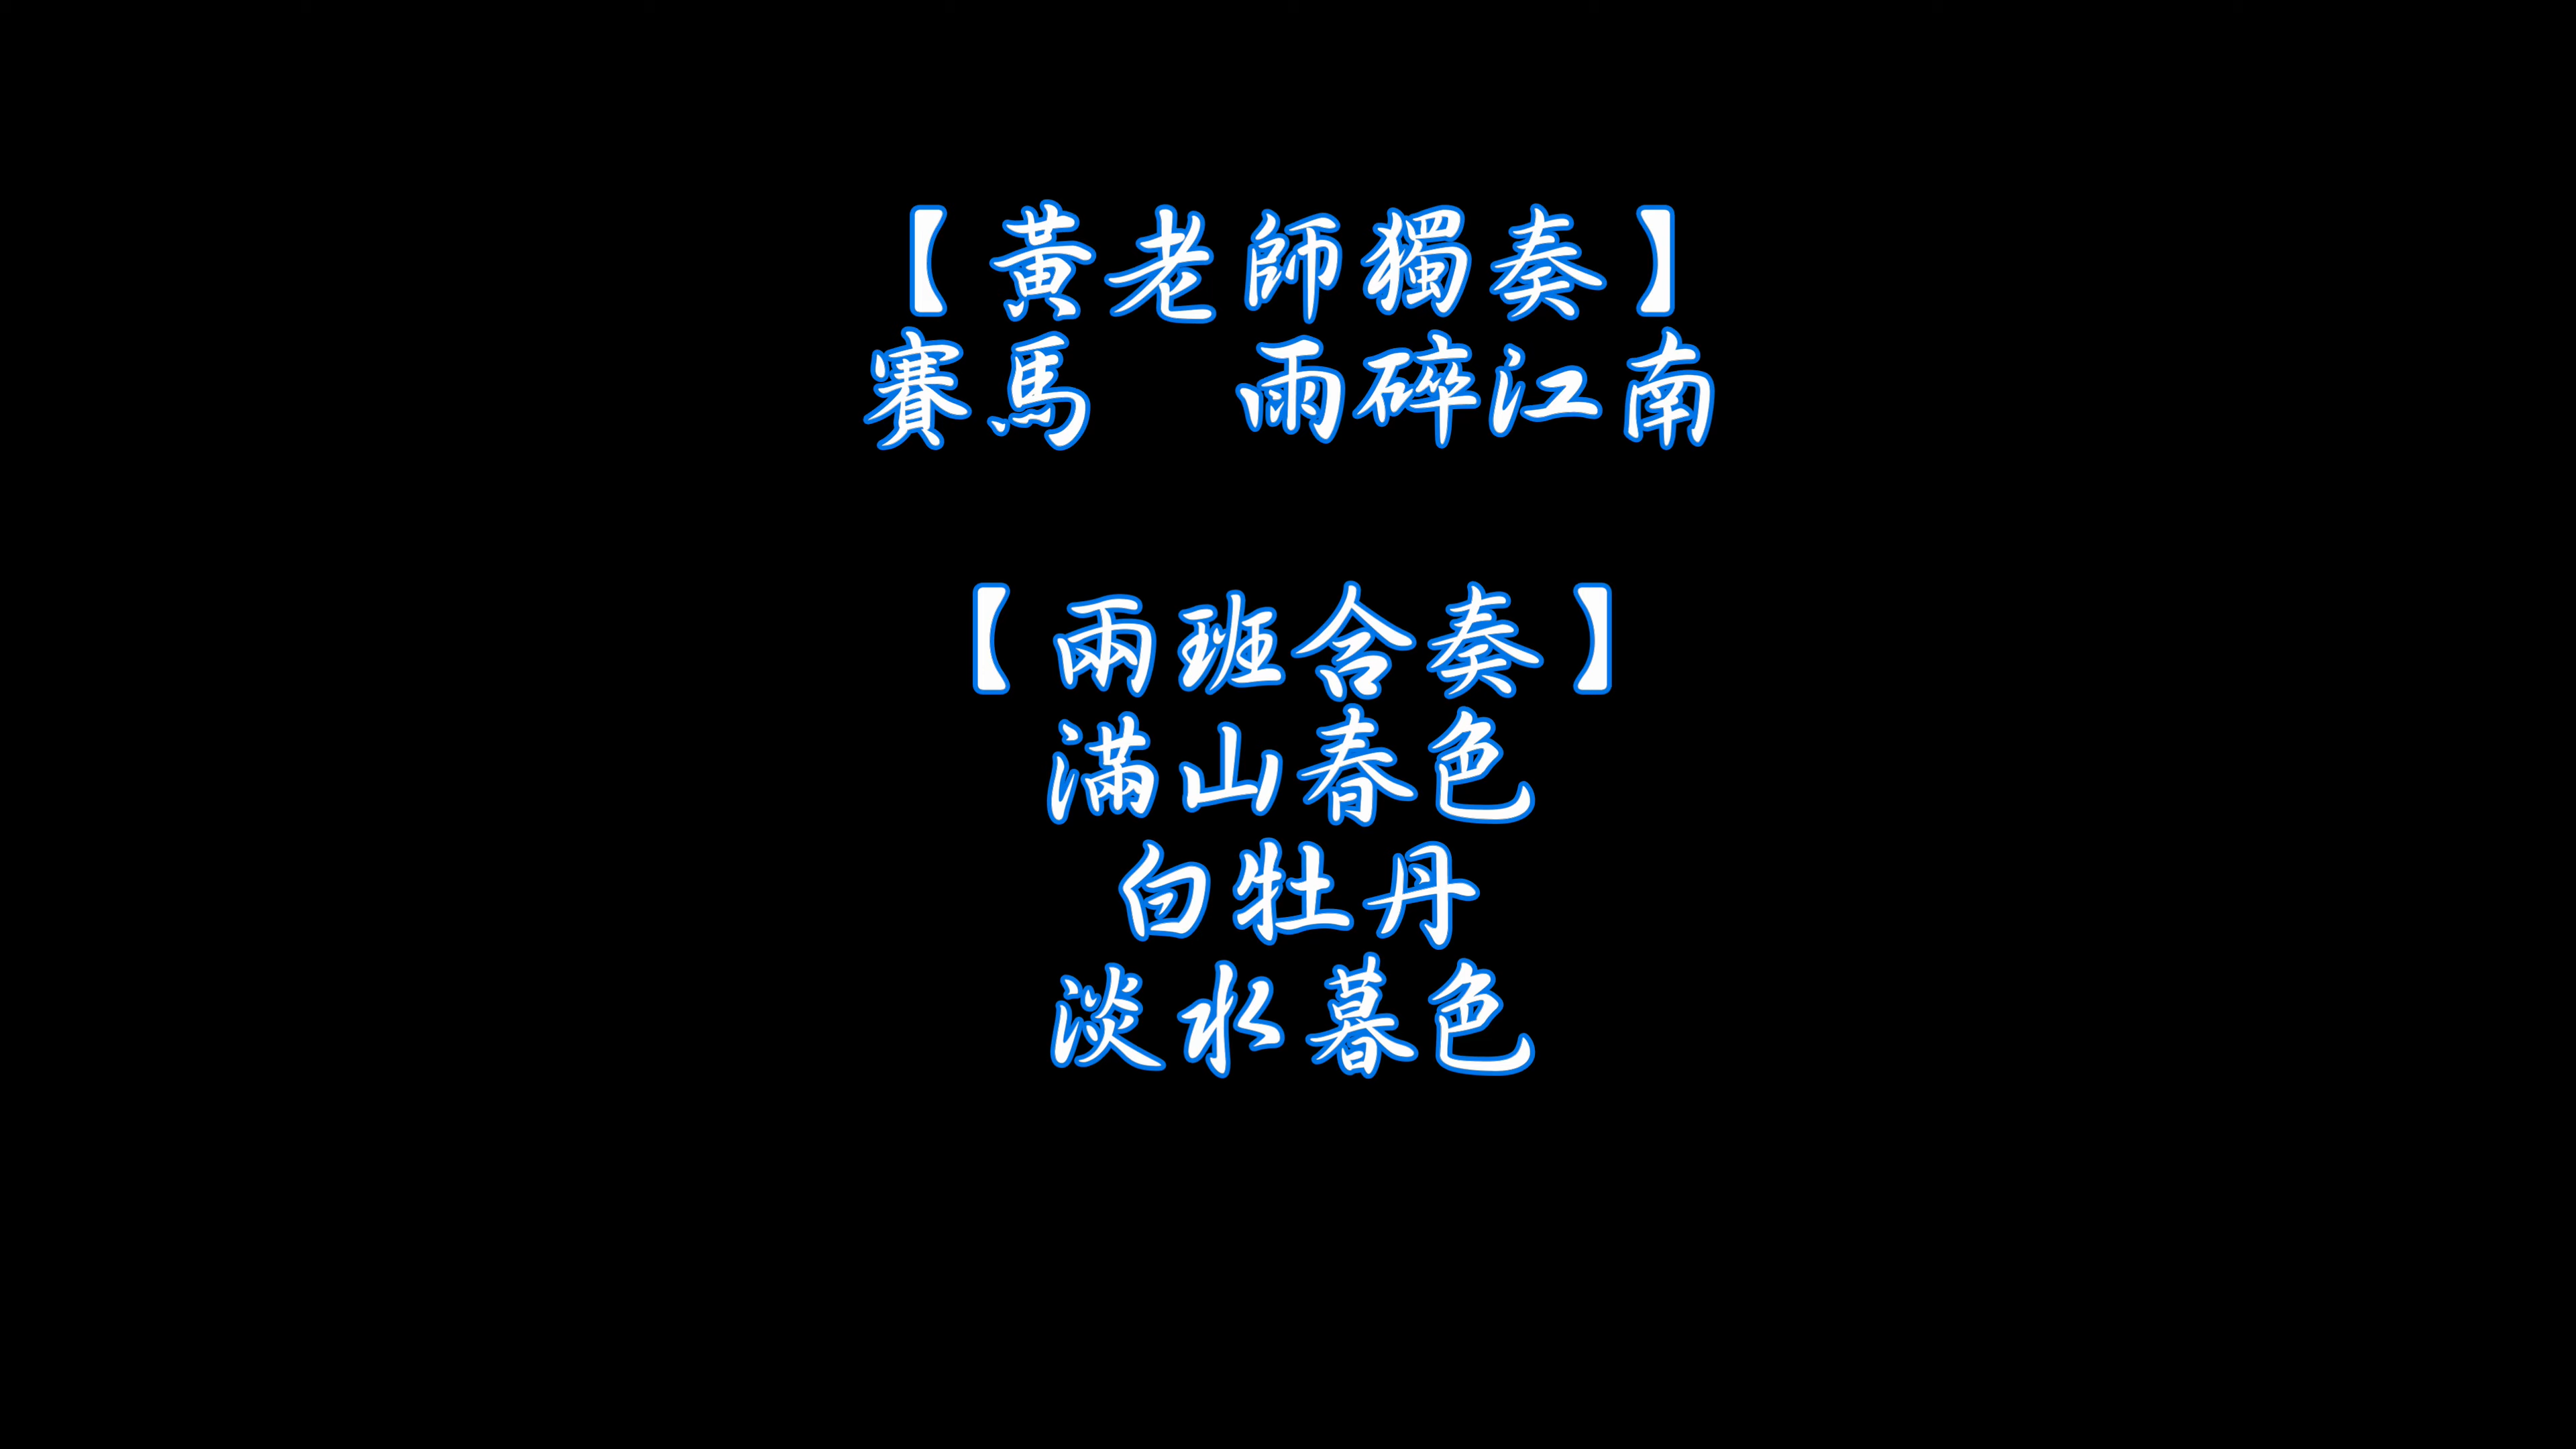 【黃老師獨奏】
賽馬　雨碎江南
【兩班合奏】
滿山春色
白牡丹
淡水暮色